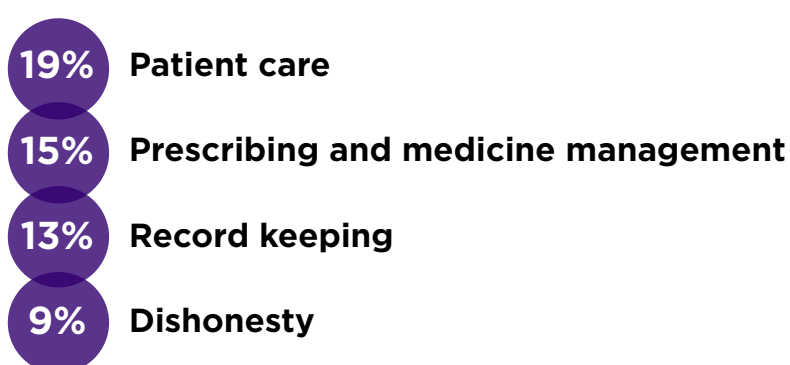 19% Patient care
15% Prescribing and medicine management
13% Record keeping
9% Dishonesty